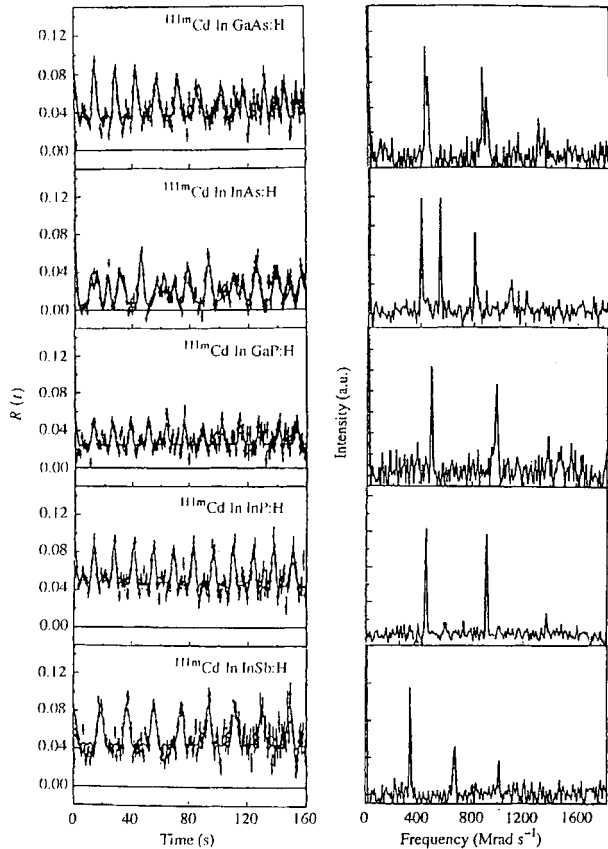 0.12
0.08
0.04
0.00
111mCd In GaAs:H
0.12
0.08
0.04
0.00
111mCd In InAs:H
0.12
0.08
0.04
0.00
111mCd In GaP:H
0.12
0.08
0.04
0.00
111mCd In InP:H
0.12
0.08
0.04
0.00
111mCd In InSb:H
R (t)
0 40 80 120 160
Time (s)
Intensity (a.u.)
0 400 800 1200 1600
Frequency (Mrad s−1)